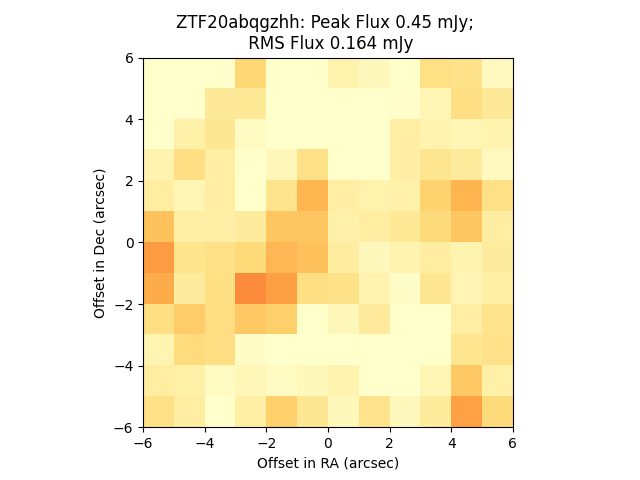 ZTF20abqgzhh: Peak Flux 0.45 mJy;
RMS Flux 0.164 mJy
6
4
2
0
−2
−4
−6
Offset in Dec (arcsec)
−6 −4 −2 0 2 4 6
Offset in RA (arcsec)